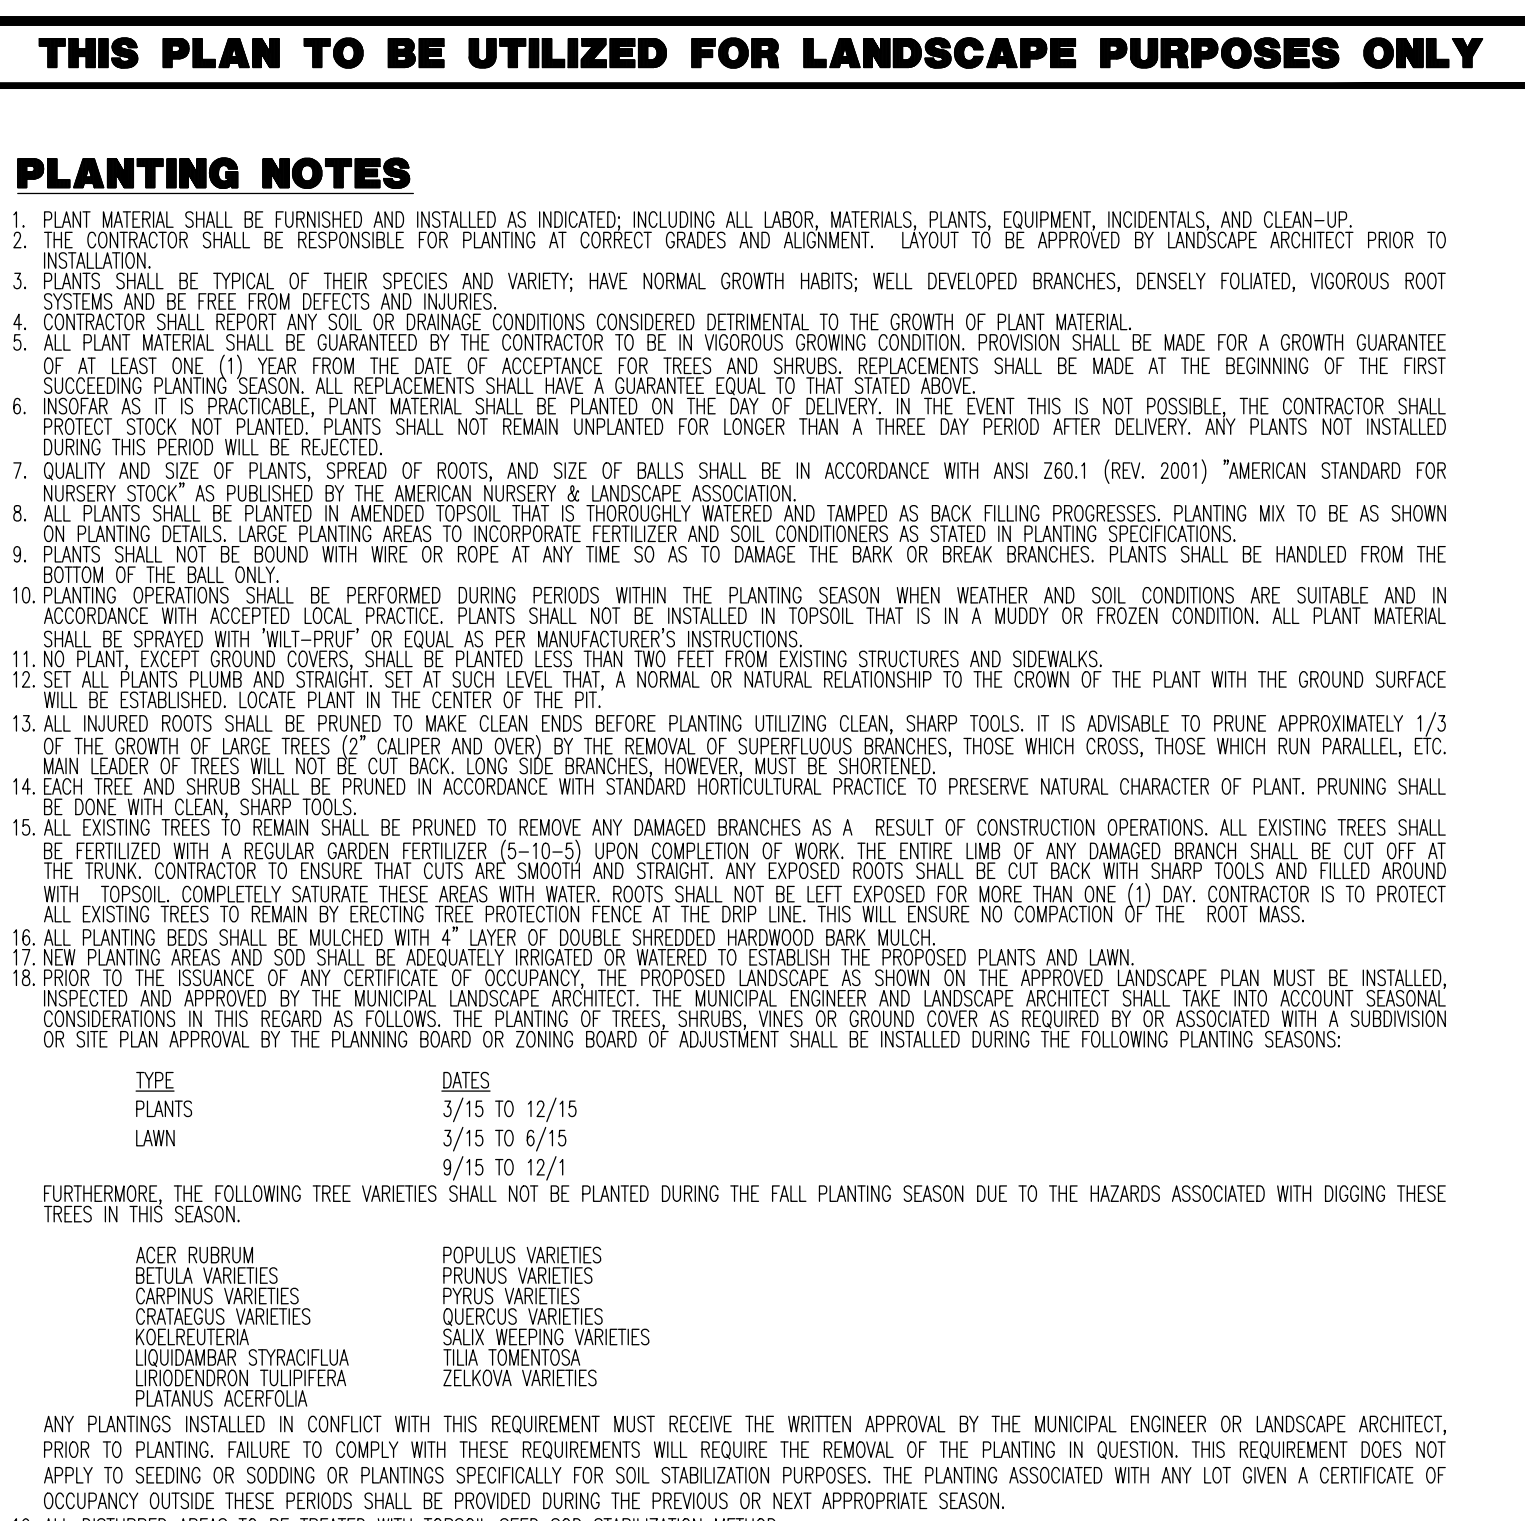 THIS PLAN TO BE UTILIZED FOR LANDSCAPE PURPOSES ONLY
PLANTING NOTES
1. PLANT MATERIAL SHALL BE FURNISHED AND INSTALLED AS INDICATED; INCLUDING ALL LABOR, MATERIALS, PLANTS, EQUIPMENT, INCIDENTALS, AND CLEAN-UP.
2. THE CONTRACTOR SHALL BE RESPONSIBLE FOR PLANTING AT CORRECT GRADES AND ALIGNMENT. LAYOUT TO BE APPROVED BY LANDSCAPE ARCHITECT PRIOR TO
INSTALLATION.
3. PLANTS SHALL BE TYPICAL OF THEIR SPECIES AND VARIETY; HAVE NORMAL GROWTH HABITS; WELL DEVELOPED BRANCHES, DENSELY FOLIATED, VIGOROUS ROOT
SYSTEMS AND BE FREE FROM DEFECTS AND INJURIES.
4. CONTRACTOR SHALL REPORT ANY SOIL OR DRAINAGE CONDITIONS CONSIDERED DETRIMENTAL TO THE GROWTH OF PLANT MATERIAL.
5. ALL PLANT MATERIAL SHALL BE GUARANTEED BY THE CONTRACTOR TO BE IN VIGOROUS GROWING CONDITION. PROVISION SHALL BE MADE FOR A GROWTH GUARANTEE
OF AT LEAST ONE (1) YEAR FROM THE DATE OF ACCEPTANCE FOR TREES AND SHRUBS. REPLACEMENTS SHALL BE MADE AT THE BEGINNING OF THE FIRST
SUCCEEDING PLANTING SEASON. ALL REPLACEMENTS SHALL HAVE A GUARANTEE EQUAL TO THAT STATED ABOVE.
6. INSOFAR AS IT IS PRACTICABLE, PLANT MATERIAL SHALL BE PLANTED ON THE DAY OF DELIVERY. IN THE EVENT THIS IS NOT POSSIBLE, THE CONTRACTOR SHALL
PROTECT STOCK NOT PLANTED. PLANTS SHALL NOT REMAIN UNPLANTED FOR LONGER THAN A THREE DAY PERIOD AFTER DELIVERY. ANY PLANTS NOT INSTALLED
DURING THIS PERIOD WILL BE REJECTED.
7. QUALITY AND SIZE OF PLANTS, SPREAD OF ROOTS, AND SIZE OF BALLS SHALL BE IN ACCORDANCE WITH ANSI Z60.1 (REV. 2001) "AMERICAN STANDARD FOR
NURSERY STOCK" AS PUBLISHED BY THE AMERICAN NURSERY & LANDSCAPE ASSOCIATION.
8. ALL PLANTS SHALL BE PLANTED IN AMENDED TOPSOIL THAT IS THOROUGHLY WATERED AND TAMPED AS BACK FILLING PROGRESSES. PLANTING MIX TO BE AS SHOWN
ON PLANTING DETAILS. LARGE PLANTING AREAS TO INCORPORATE FERTILIZER AND SOIL CONDITIONERS AS STATED IN PLANTING SPECIFICATIONS.
9. PLANTS SHALL NOT BE BOUND WITH WIRE OR ROPE AT ANY TIME SO AS TO DAMAGE THE BARK OR BREAK BRANCHES. PLANTS SHALL BE HANDLED FROM THE
BOTTOM OF THE BALL ONLY.
10. PLANTING OPERATIONS SHALL BE PERFORMED DURING PERIODS WITHIN THE PLANTING SEASON WHEN WEATHER AND SOIL CONDITIONS ARE SUITABLE AND IN
ACCORDANCE WITH ACCEPTED LOCAL PRACTICE. PLANTS SHALL NOT BE INSTALLED IN TOPSOIL THAT IS IN A MUDDY OR FROZEN CONDITION. ALL PLANT MATERIAL
SHALL BE SPRAYED WITH 'WILT-PRUF' OR EQUAL AS PER MANUFACTURER'S INSTRUCTIONS.
11. NO PLANT, EXCEPT GROUND COVERS, SHALL BE PLANTED LESS THAN TWO FEET FROM EXISTING STRUCTURES AND SIDEWALKS.
12. SET ALL PLANTS PLUMB AND STRAIGHT. SET AT SUCH LEVEL THAT, A NORMAL OR NATURAL RELATIONSHIP TO THE CROWN OF THE PLANT WITH THE GROUND SURFACE
WILL BE ESTABLISHED. LOCATE PLANT IN THE CENTER OF THE PIT.
13. ALL INJURED ROOTS SHALL BE PRUNED TO MAKE CLEAN ENDS BEFORE PLANTING UTILIZING CLEAN, SHARP TOOLS. IT IS ADVISABLE TO PRUNE APPROXIMATELY 1/3
OF THE GROWTH OF LARGE TREES (2" CALIPER AND OVER) BY THE REMOVAL OF SUPERFLUOUS BRANCHES, THOSE WHICH CROSS, THOSE WHICH RUN PARALLEL, ETC.
MAIN LEADER OF TREES WILL NOT BE CUT BACK. LONG SIDE BRANCHES, HOWEVER, MUST BE SHORTENED.
14. EACH TREE AND SHRUB SHALL BE PRUNED IN ACCORDANCE WITH STANDARD HORTICULTURAL PRACTICE TO PRESERVE NATURAL CHARACTER OF PLANT. PRUNING SHALL
BE DONE WITH CLEAN, SHARP TOOLS.
15. ALL EXISTING TREES TO REMAIN SHALL BE PRUNED TO REMOVE ANY DAMAGED BRANCHES AS A RESULT OF CONSTRUCTION OPERATIONS. ALL EXISTING TREES SHALL
BE FERTILIZED WITH A REGULAR GARDEN FERTILIZER (5-10-5) UPON COMPLETION OF WORK. THE ENTIRE LIMB OF ANY DAMAGED BRANCH SHALL BE CUT OFF AT
THE TRUNK. CONTRACTOR TO ENSURE THAT CUTS ARE SMOOTH AND STRAIGHT. ANY EXPOSED ROOTS SHALL BE CUT BACK WITH SHARP TOOLS AND FILLED AROUND
WITH TOPSOIL. COMPLETELY SATURATE THESE AREAS WITH WATER. ROOTS SHALL NOT BE LEFT EXPOSED FOR MORE THAN ONE (1) DAY. CONTRACTOR IS TO PROTECT
ALL EXISTING TREES TO REMAIN BY ERECTING TREE PROTECTION FENCE AT THE DRIP LINE. THIS WILL ENSURE NO COMPACTION OF THE ROOT MASS.
16. ALL PLANTING BEDS SHALL BE MULCHED WITH 4" LAYER OF DOUBLE SHREDDED HARDWOOD BARK MULCH.
17. NEW PLANTING AREAS AND SOD SHALL BE ADEQUATELY IRRIGATED OR WATERED TO ESTABLISH THE PROPOSED PLANTS AND LAWN.
18. PRIOR TO THE ISSUANCE OF ANY CERTIFICATE OF OCCUPANCY, THE PROPOSED LANDSCAPE AS SHOWN ON THE APPROVED LANDSCAPE PLAN MUST BE INSTALLED,
INSPECTED AND APPROVED BY THE MUNICIPAL LANDSCAPE ARCHITECT. THE MUNICIPAL ENGINEER AND LANDSCAPE ARCHITECT SHALL TAKE INTO ACCOUNT SEASONAL
CONSIDERATIONS IN THIS REGARD AS FOLLOWS. THE PLANTING OF TREES, SHRUBS, VINES OR GROUND COVER AS REQUIRED BY OR ASSOCIATED WITH A SUBDIVISION
OR SITE PLAN APPROVAL BY THE PLANNING BOARD OR ZONING BOARD OF ADJUSTMENT SHALL BE INSTALLED DURING THE FOLLOWING PLANTING SEASONS:
TYPE DATES
PLANTS 3/15 TO 12/15
LAWN 3/15 TO 6/15
9/15 TO 12/1
FURTHERMORE, THE FOLLOWING TREE VARIETIES SHALL NOT BE PLANTED DURING THE FALL PLANTING SEASON DUE TO THE HAZARDS ASSOCIATED WITH DIGGING THESE
TREES IN THIS SEASON.
ACER RUBRUM POPULUS VARIETIES
BETULA VARIETIES PRUNUS VARIETIES
CARPINUS VARIETIES PYRUS VARIETIES
CRATAEGUS VARIETIES QUERCUS VARIETIES
KOELREUTERIA SALIX WEEPING VARIETIES
LIQUIDAMBAR STYRACIFLUA TILIA TOMENTOSA
LIRIODENDRON TULIPIFERA ZELKOVA VARIETIES
PLATANUS ACERFOLIA
ANY PLANTINGS INSTALLED IN CONFLICT WITH THIS REQUIREMENT MUST RECEIVE THE WRITTEN APPROVAL BY THE MUNICIPAL ENGINEER OR LANDSCAPE ARCHITECT,
PRIOR TO PLANTING. FAILURE TO COMPLY WITH THESE REQUIREMENTS WILL REQUIRE THE REMOVAL OF THE PLANTING IN QUESTION. THIS REQUIREMENT DOES NOT
APPLY TO SEEDING OR SODDING OR PLANTINGS SPECIFICALLY FOR SOIL STABILIZATION PURPOSES. THE PLANTING ASSOCIATED WITH ANY LOT GIVEN A CERTIFICATE OF
OCCUPANCY OUTSIDE THESE PERIODS SHALL BE PROVIDED DURING THE PREVIOUS OR NEXT APPROPRIATE SEASON.